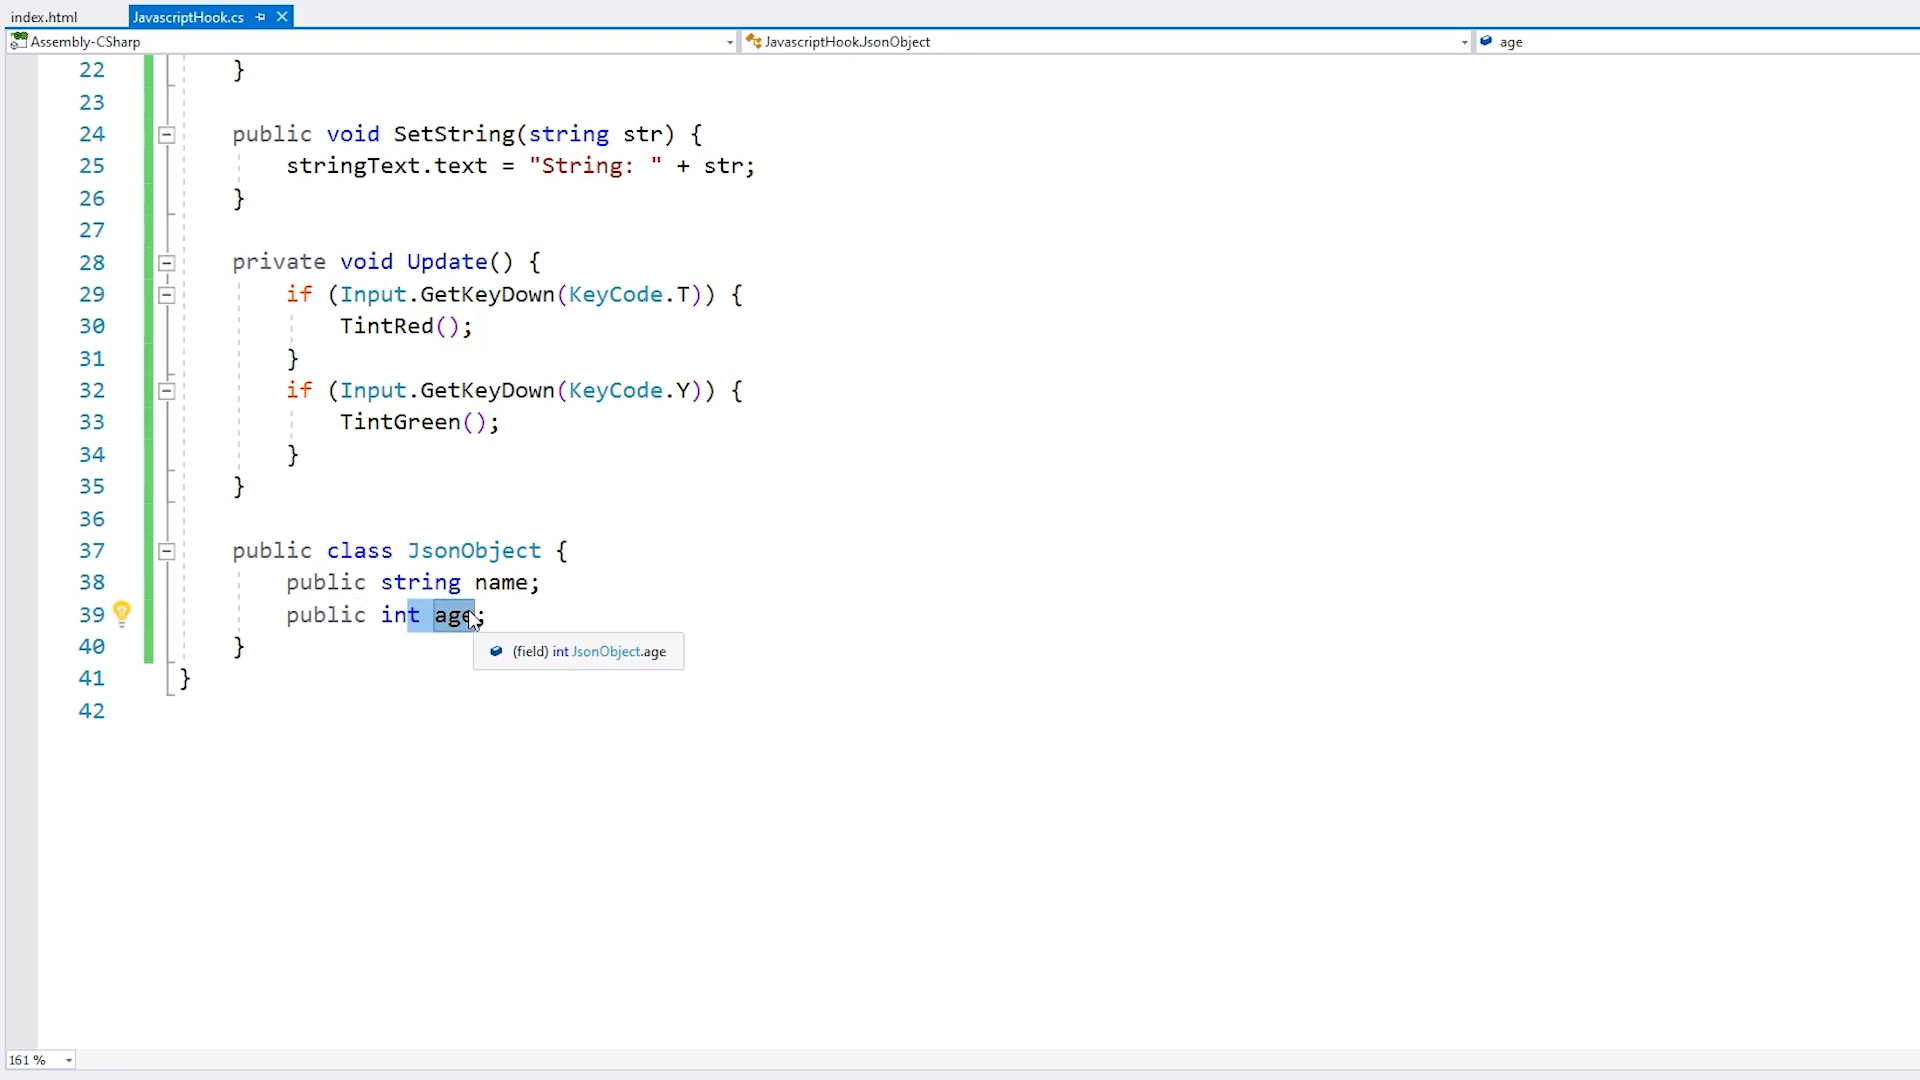 index.html JavascriptHook.cs
Assembly-CSharp JavascriptHook.JsonObject age
22 }
23
24 public void SetString(string str) {
25 stringText.text = "String: " + str;
26 }
27
28 private void Update() {
29 if (Input.GetKeyDown(KeyCode.T)) {
30 TintRed();
31 }
32 if (Input.GetKeyDown(KeyCode.Y)) {
33 TintGreen();
34 }
35 }
36
37 public class JsonObject {
38 public string name;
39 public int age;
40 }
(field) int JsonObject.age
41 }
42
161 %